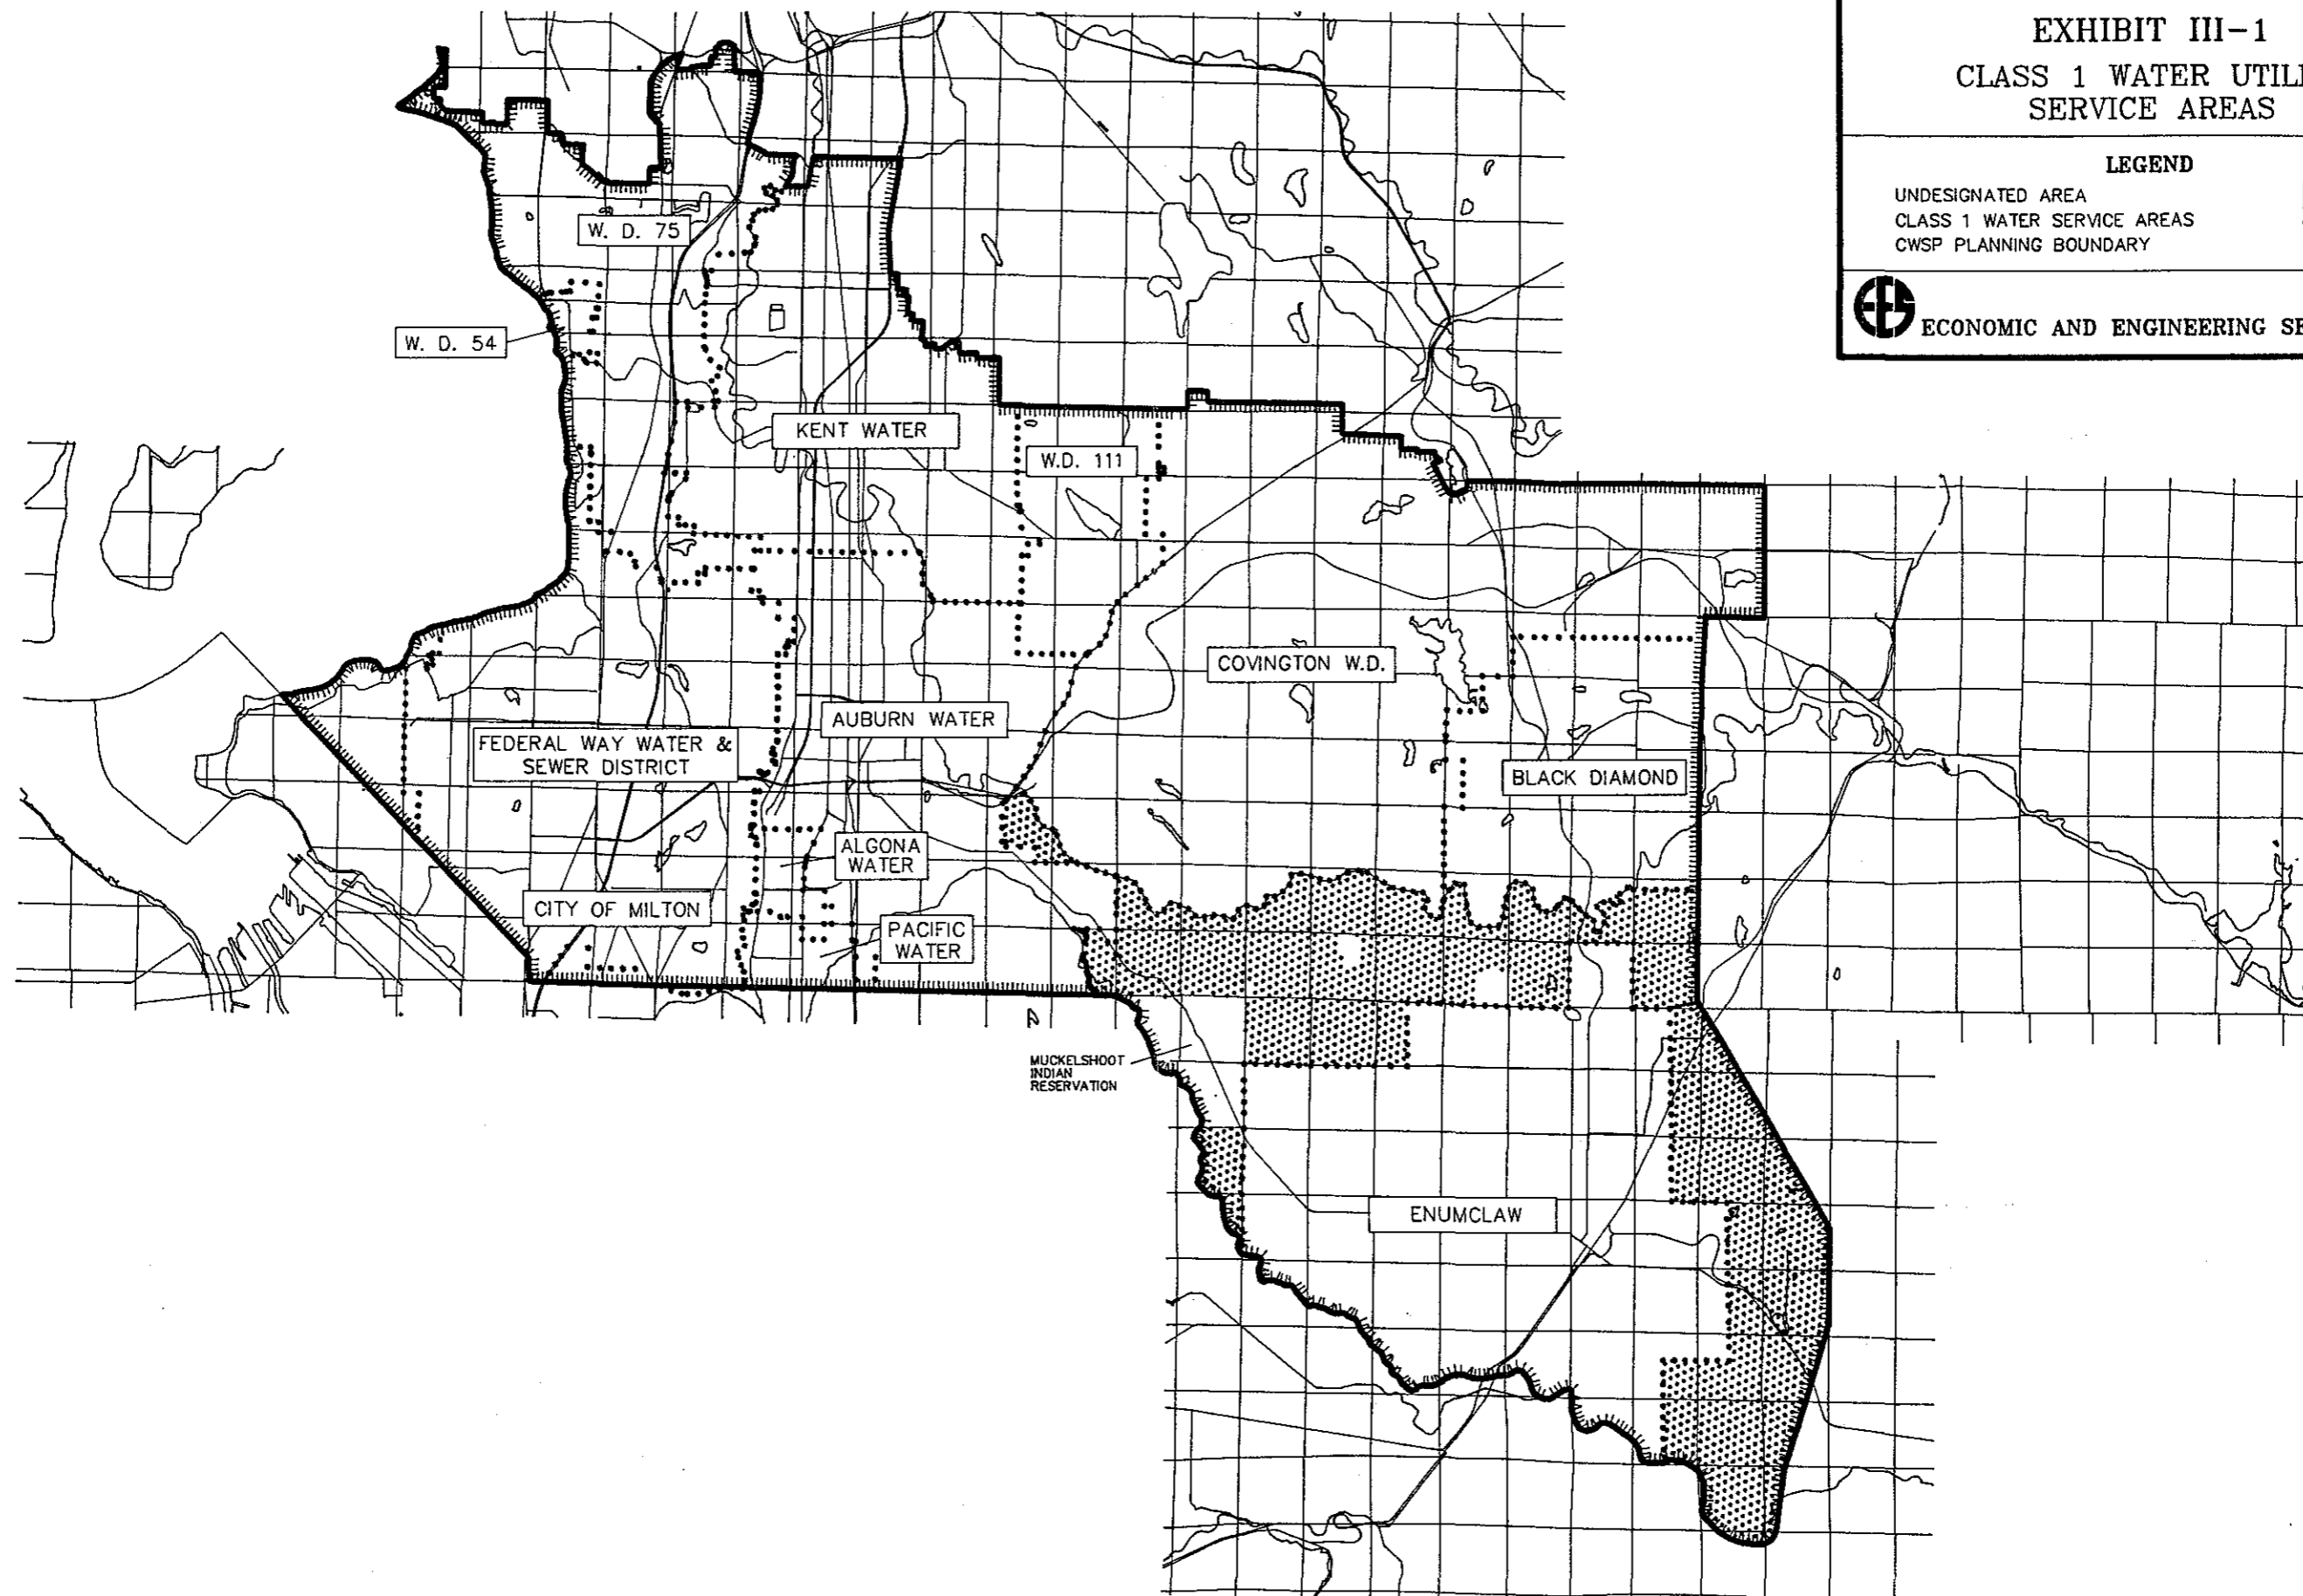 EXHIBIT III-1
CLASS 1 WATER
SERVICE AREAS
LEGEND
UNDESIGNATED AREA
CLASS 1 WATER SERVICE AREAS
CWSP PLANNING BOUNDARY
EES
ECONOMIC AND ENGINEERING
W. D. 75
W. D. 54
KENT WATER
W.D. 111
COVINGTON W.D.
AUBURN WATER
FEDERAL WAY WATER &
SEWER DISTRICT
BLACK DIAMOND
ALGONA
WATER
CITY OF MILTON
PACIFIC
WATER
MUCKELSHOOT
INDIAN
RESERVATION
ENUMCLAW